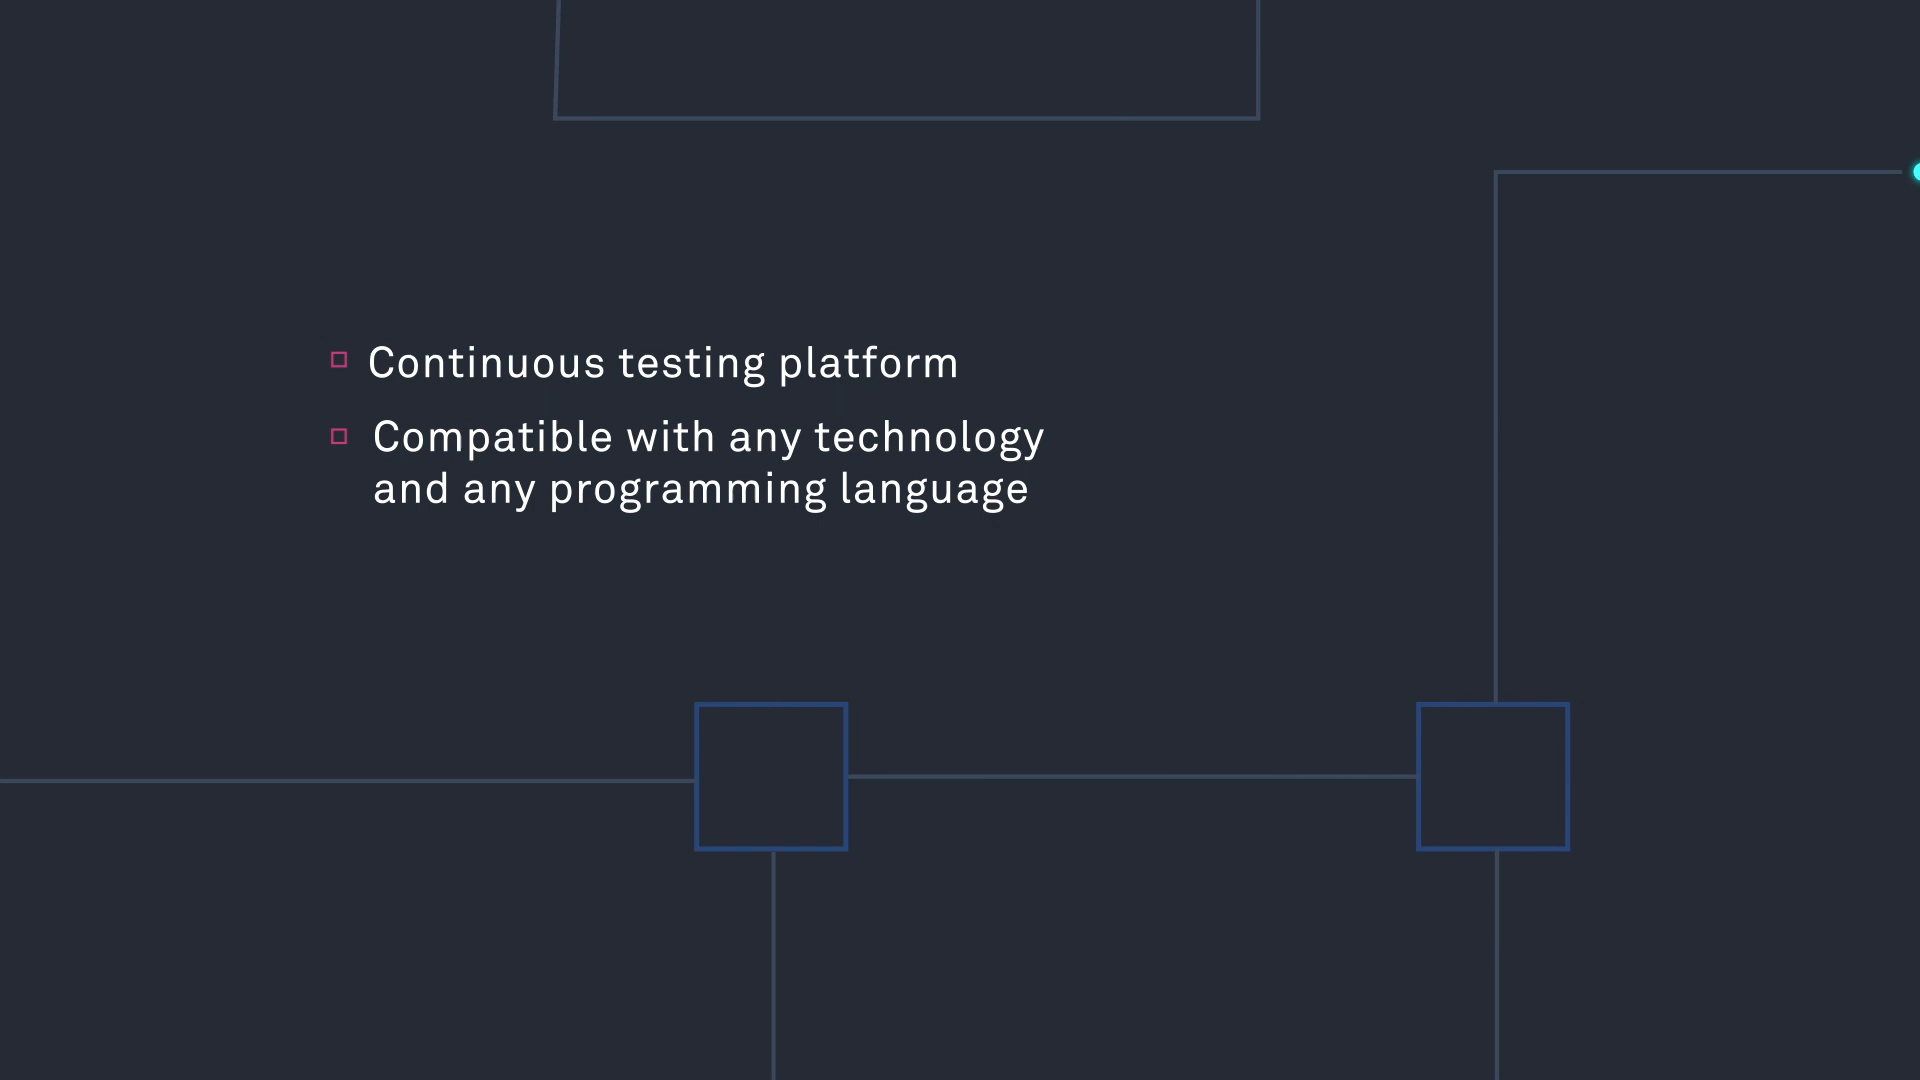 Continuous testing platform
Compatible with any technology
and any programming language